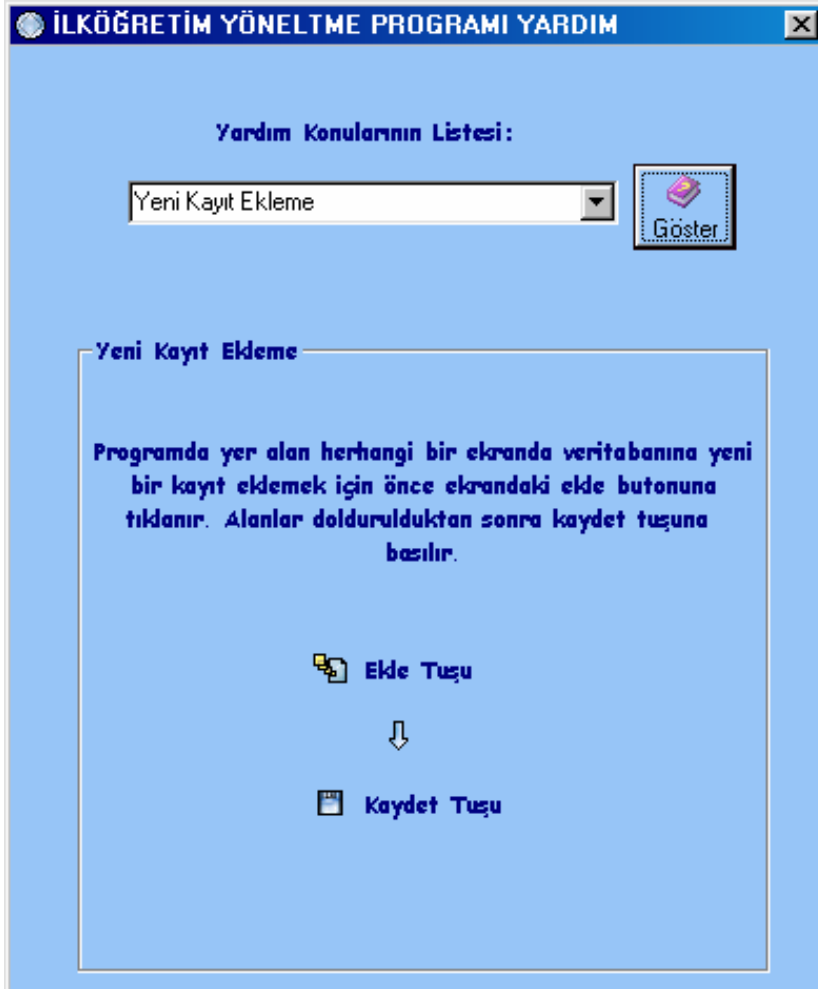 İLKÖĞRETİM YÖNELTME PROGRAMI YARDIM
Yardım Konularının Listesi:
Yeni Kayıt Ekleme
Göster
Yeni Kayıt Ekleme
Programda yer alan herhangi bir ekranda veritabanına yeni
bir kayıt eklemek için önce ekrandaki ekle butonuna
tıklanır. Alanlar doldurulduktan sonra kaydet tuşuna
basılır.
Ekle Tuşu
Kaydet Tuşu